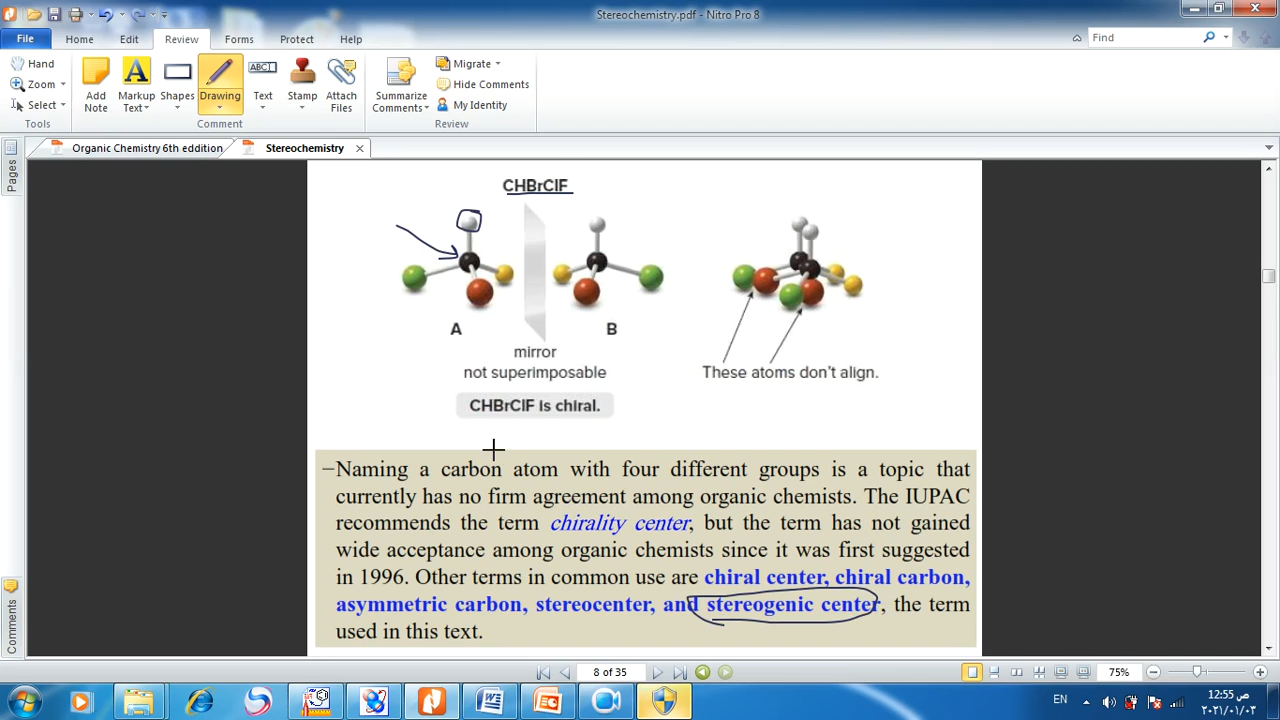 Stereochemistry.pdf - Nitro Pro 8
File Home Edit Review Forms Protect Help
Find
Hand
Zoom
Select
Tools
Add Note
Markup Text
Shapes
Drawing
ABC Text
Stamp
Attach Files
Comment
Summarize Comments
Migrate
Hide Comments
My Identity
Review
Organic Chemistry 6th eddition Stereochemistry
Pages
CHBrClF
A B
mirror
not superimposable
These atoms don't align.
CHBrClF is chiral.
–Naming a carbon atom with four different groups is a topic that
currently has no firm agreement among organic chemists. The IUPAC
recommends the term chirality center, but the term has not gained
wide acceptance among organic chemists since it was first suggested
in 1996. Other terms in common use are chiral center, chiral carbon,
asymmetric carbon, stereocenter, and stereogenic center, the term
used in this text.
Comments
8 of 35
75%
EN
12:55 ص
٢٠٢١/٠١/٠٣